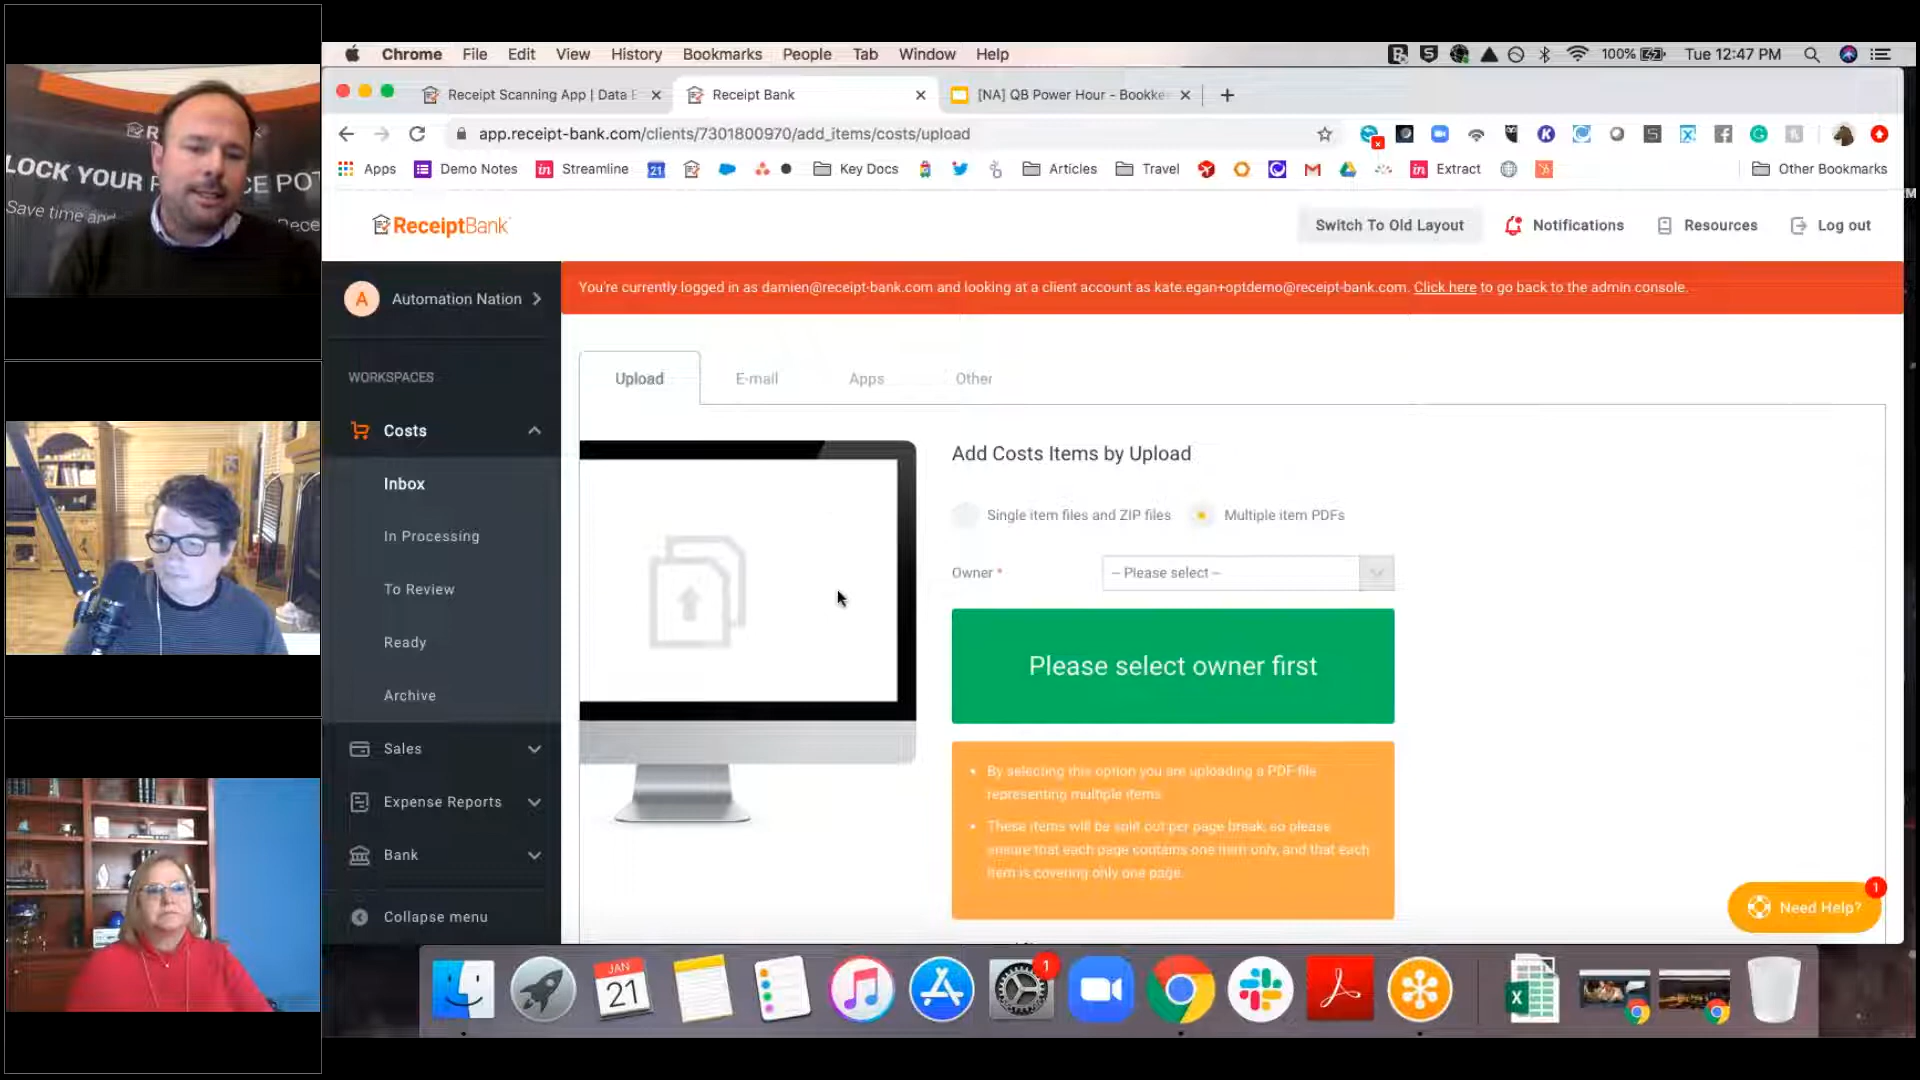 LOCK YOUR
CE POT
Save time and
Chrome File Edit View History Bookmarks People Tab Window Help
100% Tue 12:47 PM
Receipt Scanning App | Data E
Receipt Bank
[NA] QB Power Hour - Bookke
app.receipt-bank.com/clients/7301800970/add_items/costs/upload
Apps Demo Notes Streamline Key Docs Articles Travel Extract Other Bookmarks
ReceiptBank
Switch To Old Layout Notifications Resources Log out
A Automation Nation
You're currently logged in as damien@receipt-bank.com and looking at a client account as kate.egan+optdemo@receipt-bank.com. Click here to go back to the admin console.
WORKSPACES
Costs
Inbox
In Processing
To Review
Ready
Archive
Sales
Expense Reports
Bank
Collapse menu
Upload E-mail Apps Other
Add Costs Items by Upload
Single item files and ZIP files Multiple item PDFs
Owner * -- Please select --
Please select owner first
• By selecting this option you are uploading a PDF file
representing multiple items.
• These items will be split out per page break, so please
ensure that each page contains one item only, and that each
item is covering only one page.
Need Help?
1
JAN
21
1